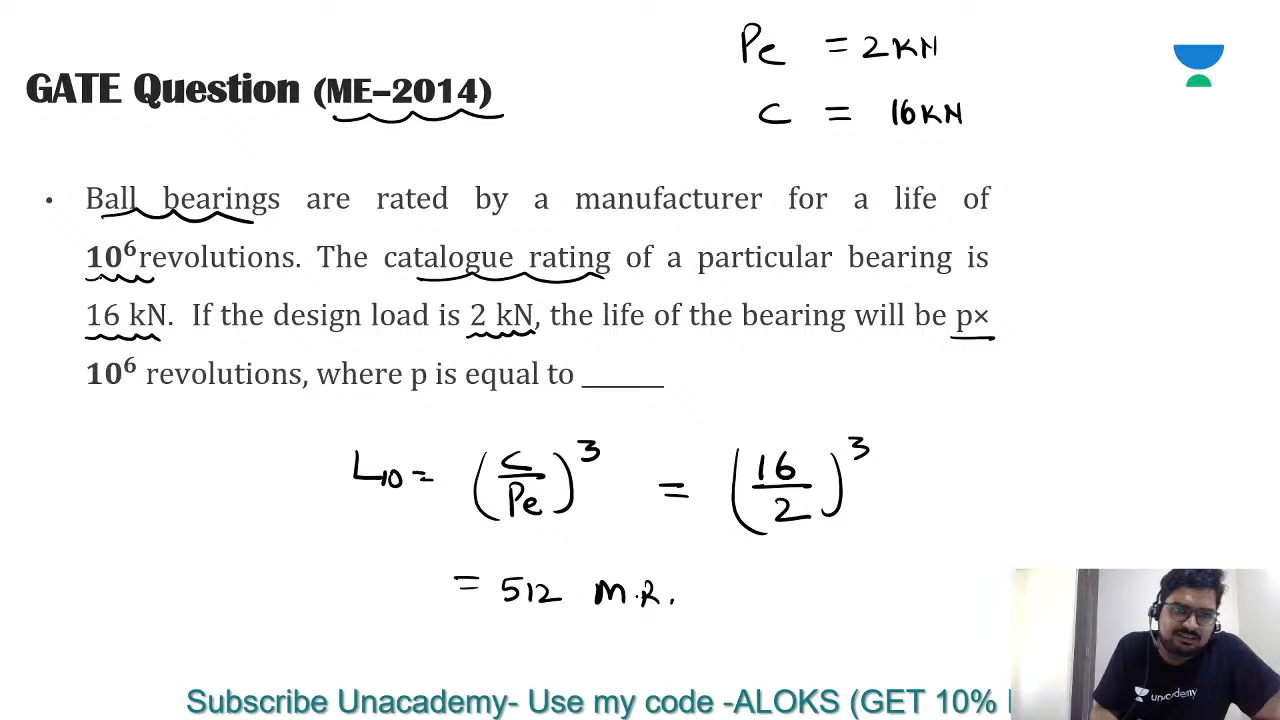 Pe = 2KN
GATE Question (ME–2014)
C = 16KN
• Ball bearings are rated by a manufacturer for a life of
10⁶revolutions. The catalogue rating of a particular bearing is
16 kN. If the design load is 2 kN, the life of the bearing will be p×
10⁶ revolutions, where p is equal to ______
L10 = (C/Pe)³ = (16/2)³
= 512 M.R.
unacademy
Subscribe Unacademy- Use my code -ALOKS (GET 10%